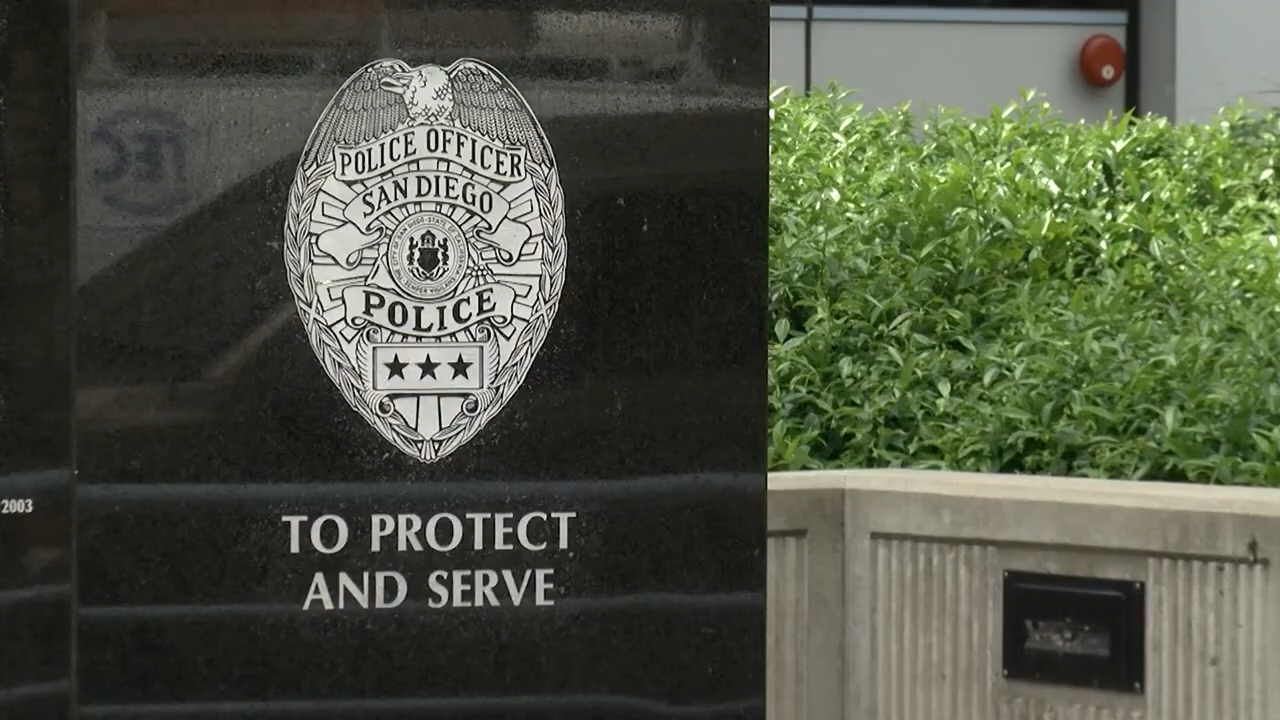 POLICE OFFICER
SAN DIEGO
POLICE
2003
TO PROTECT
AND SERVE